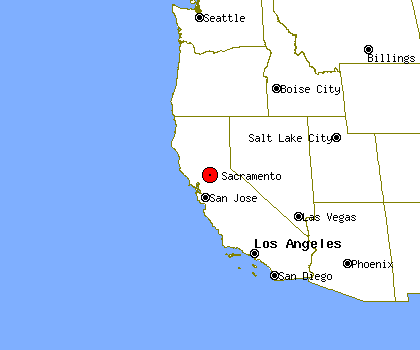 Seattle
Billings
Boise City
Salt Lake City
Sacramento
San Jose
Las Vegas
Los Angeles
Phoenix
San Diego